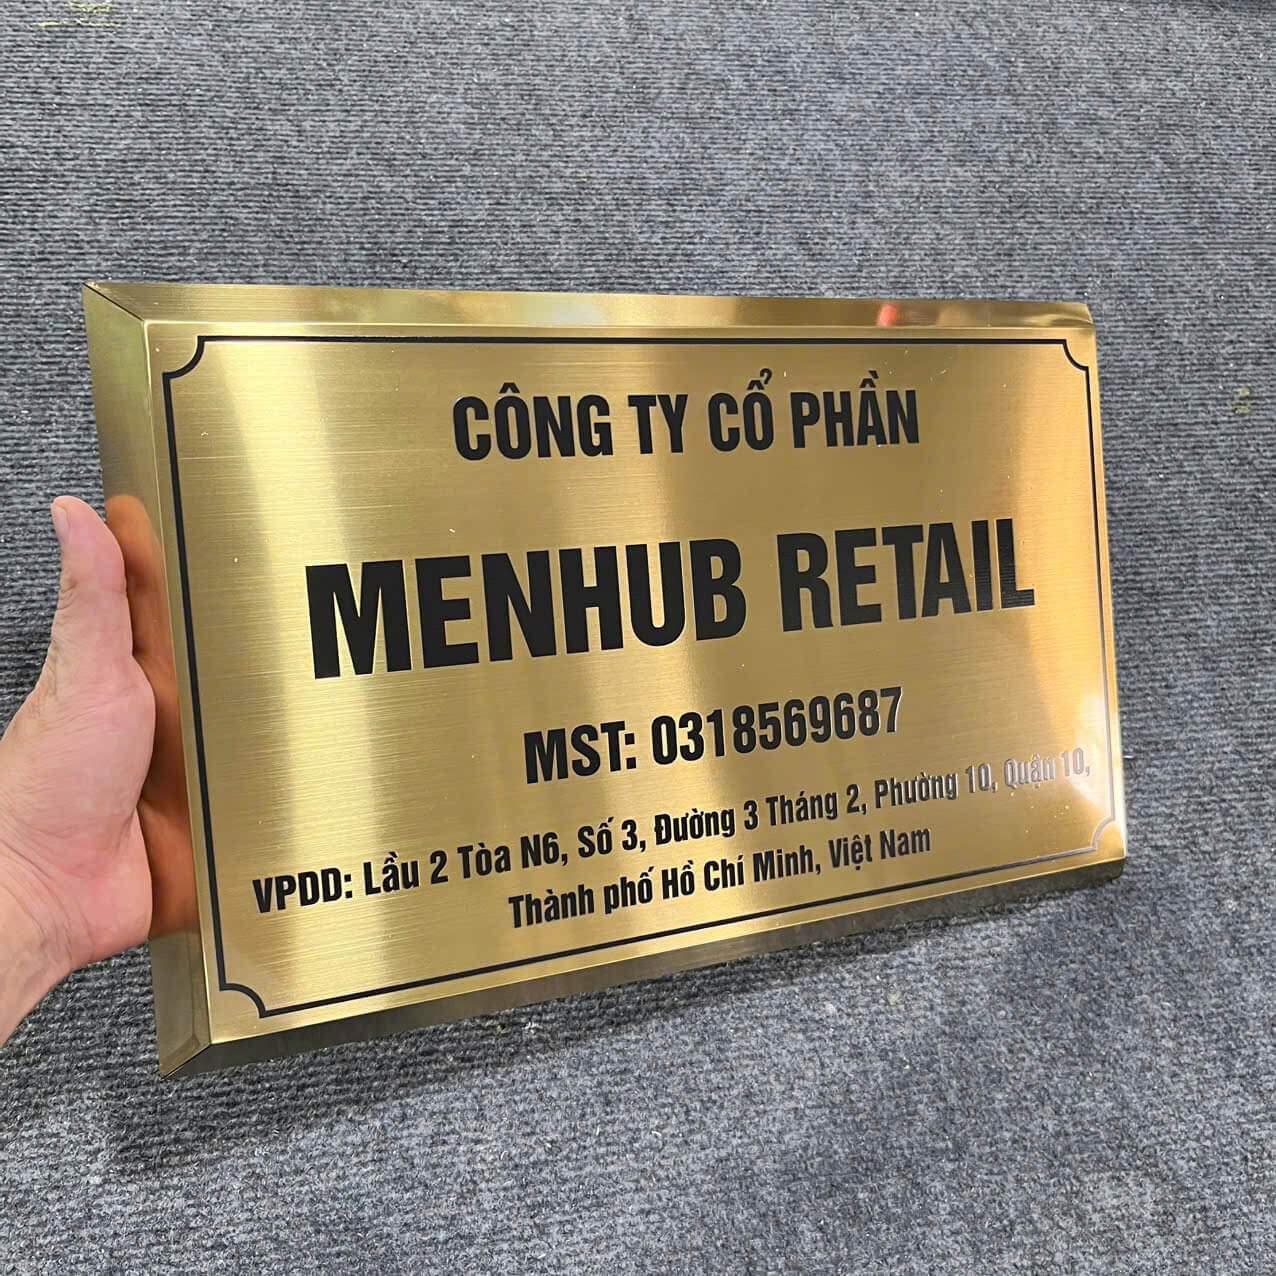 CÔNG TY CỔ PHẦN
MENHUB RETAIL
MST: 0318569687
VPDD: Lầu 2 Tòa N6, Số 3, Đường 3 Tháng 2, Phường 10, Quận 10,
Thành phố Hồ Chí Minh, Việt Nam